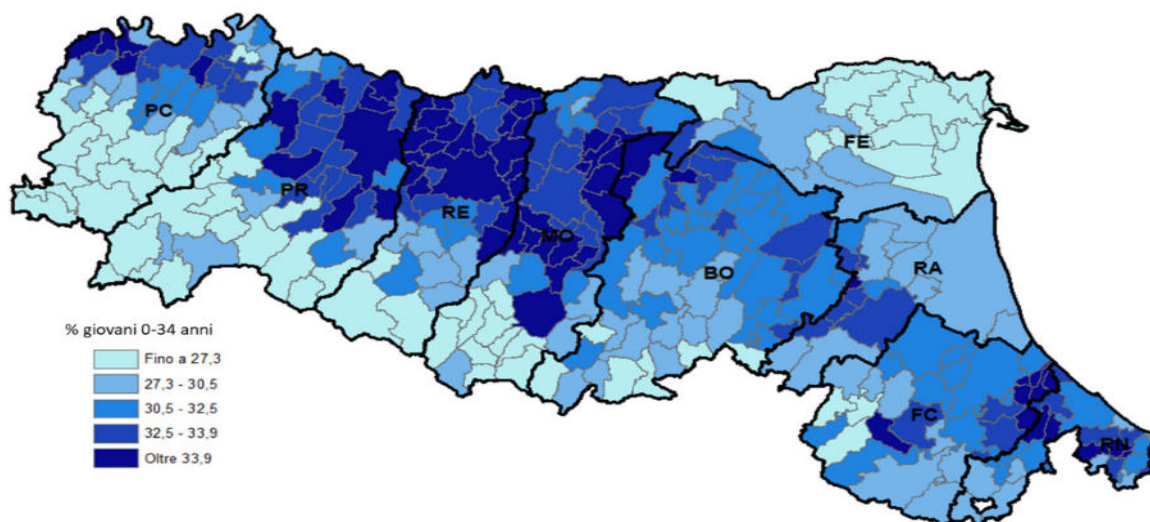 PC
PR
RE
MO
BO
FE
RA
FC
RN
% giovani 0-34 anni
Fino a 27,3
27,3 - 30,5
30,5 - 32,5
32,5 - 33,9
Oltre 33,9